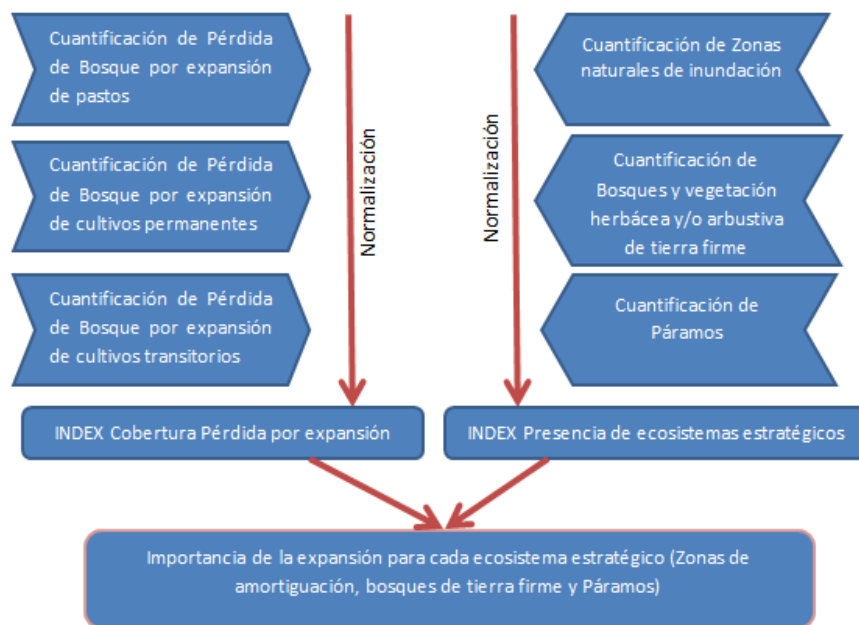 Cuantificación de Pérdida
de Bosque por expansión
de pastos
Cuantificación de Pérdida
de Bosque por expansión
de cultivos permanentes
Cuantificación de Pérdida
de Bosque por expansión
de cultivos transitorios
Normalización
Normalización
Cuantificación de Zonas
naturales de inundación
Cuantificación de
Bosques y vegetación
herbácea y/o arbustiva
de tierra firme
Cuantificación de
Páramos
INDEX Cobertura Pérdida por expansión
INDEX Presencia de ecosistemas estratégicos
Importancia de la expansión para cada ecosistema estratégico (Zonas de
amortiguación, bosques de tierra firme y Páramos)